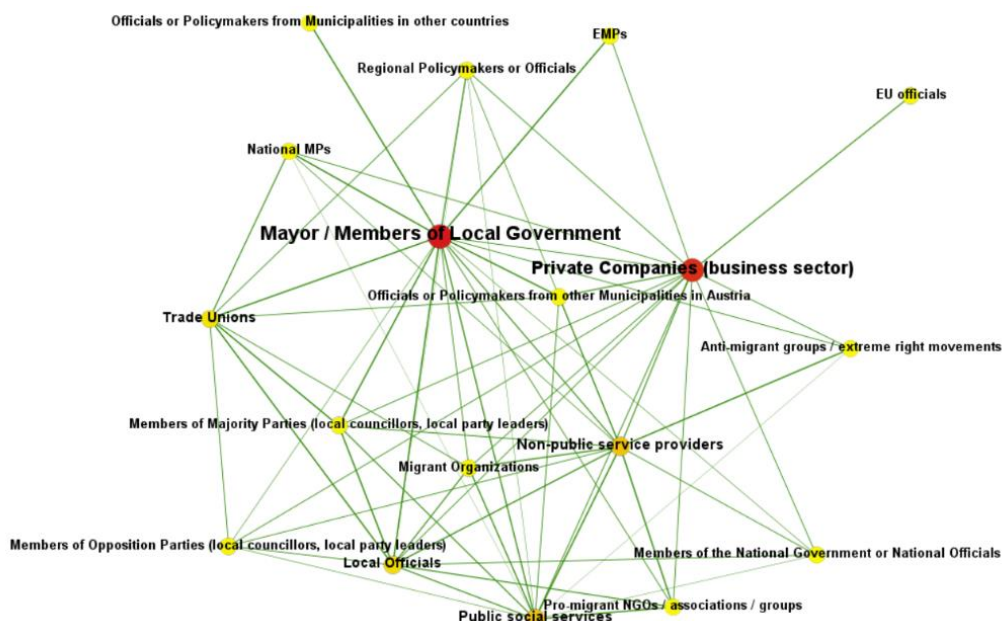 Officials or Policymakers from Municipalities in other countries
EMPs
Regional Policymakers or Officials
EU officials
National MPs
Mayor / Members of Local Government
Private Companies (business sector)
Officials or Policymakers from other Municipalities in Austria
Trade Unions
Anti-migrant groups / extreme right movements
Members of Majority Parties (local councillors, local party leaders)
Non-public service providers
Migrant Organizations
Members of Opposition Parties (local councillors, local party leaders)
Members of the National Government or National Officials
Local Officials
Pro-migrant NGOs / associations / groups
Public social services